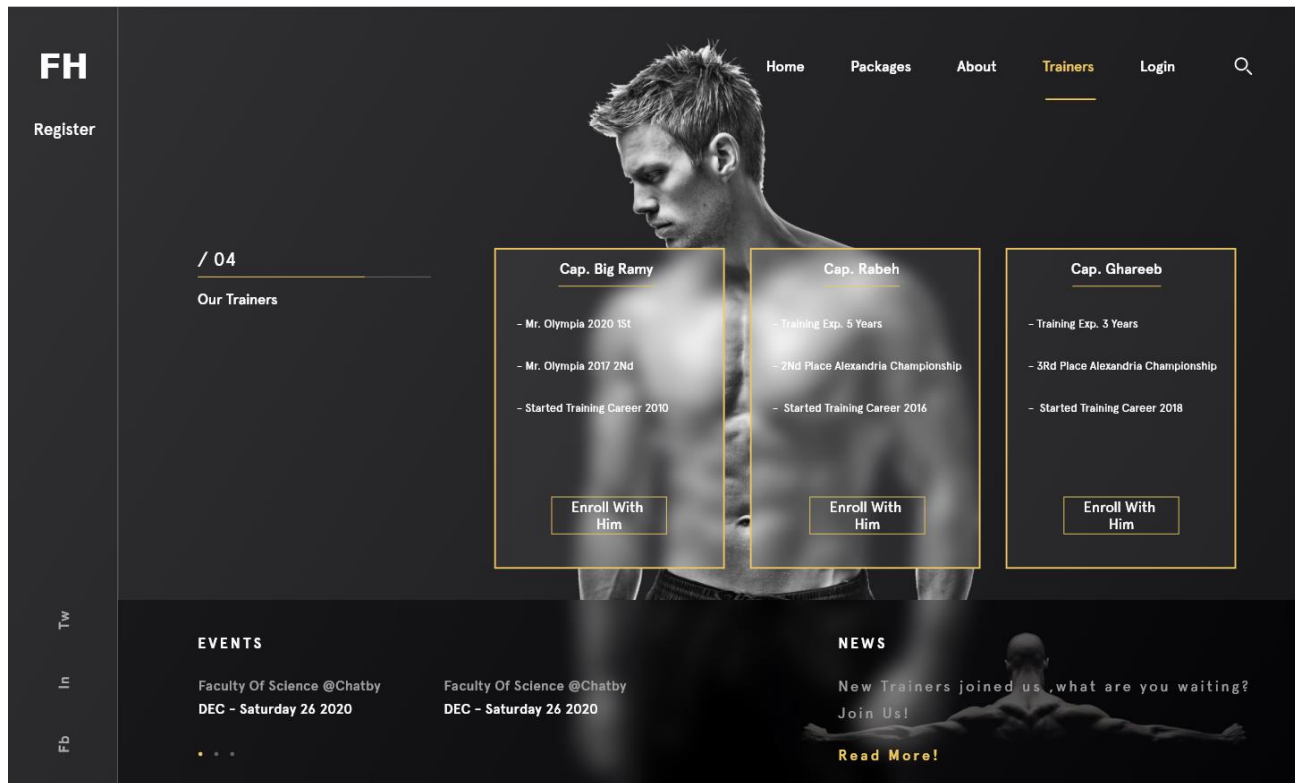 FH
Register
Home Packages About Trainers Login
/ 04
Our Trainers
Cap. Big Ramy
- Mr. Olympia 2020 1St
- Mr. Olympia 2017 2Nd
- Started Training Career 2010
Enroll With
Him
Cap. Rabeh
- Training Exp. 5 Years
- 2Nd Place Alexandria Championship
- Started Training Career 2016
Enroll With
Him
Cap. Ghareeb
- Training Exp. 3 Years
- 3Rd Place Alexandria Championship
- Started Training Career 2018
Enroll With
Him
Tw
In
Fb
EVENTS
Faculty Of Science @Chatby
DEC - Saturday 26 2020
Faculty Of Science @Chatby
DEC - Saturday 26 2020
NEWS
New Trainers joined us ,what are you waiting?
Join Us!
Read More!